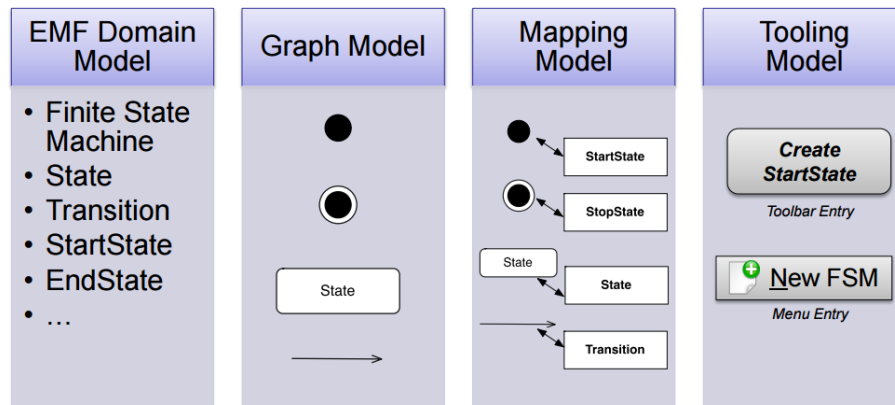 EMF Domain
Model
• Finite State
Machine
• State
• Transition
• StartState
• EndState
• …
Graph Model
State
Mapping
Model
StartState
StopState
State
State
Transition
Tooling
Model
Create
StartState
Toolbar Entry
New FSM
Menu Entry